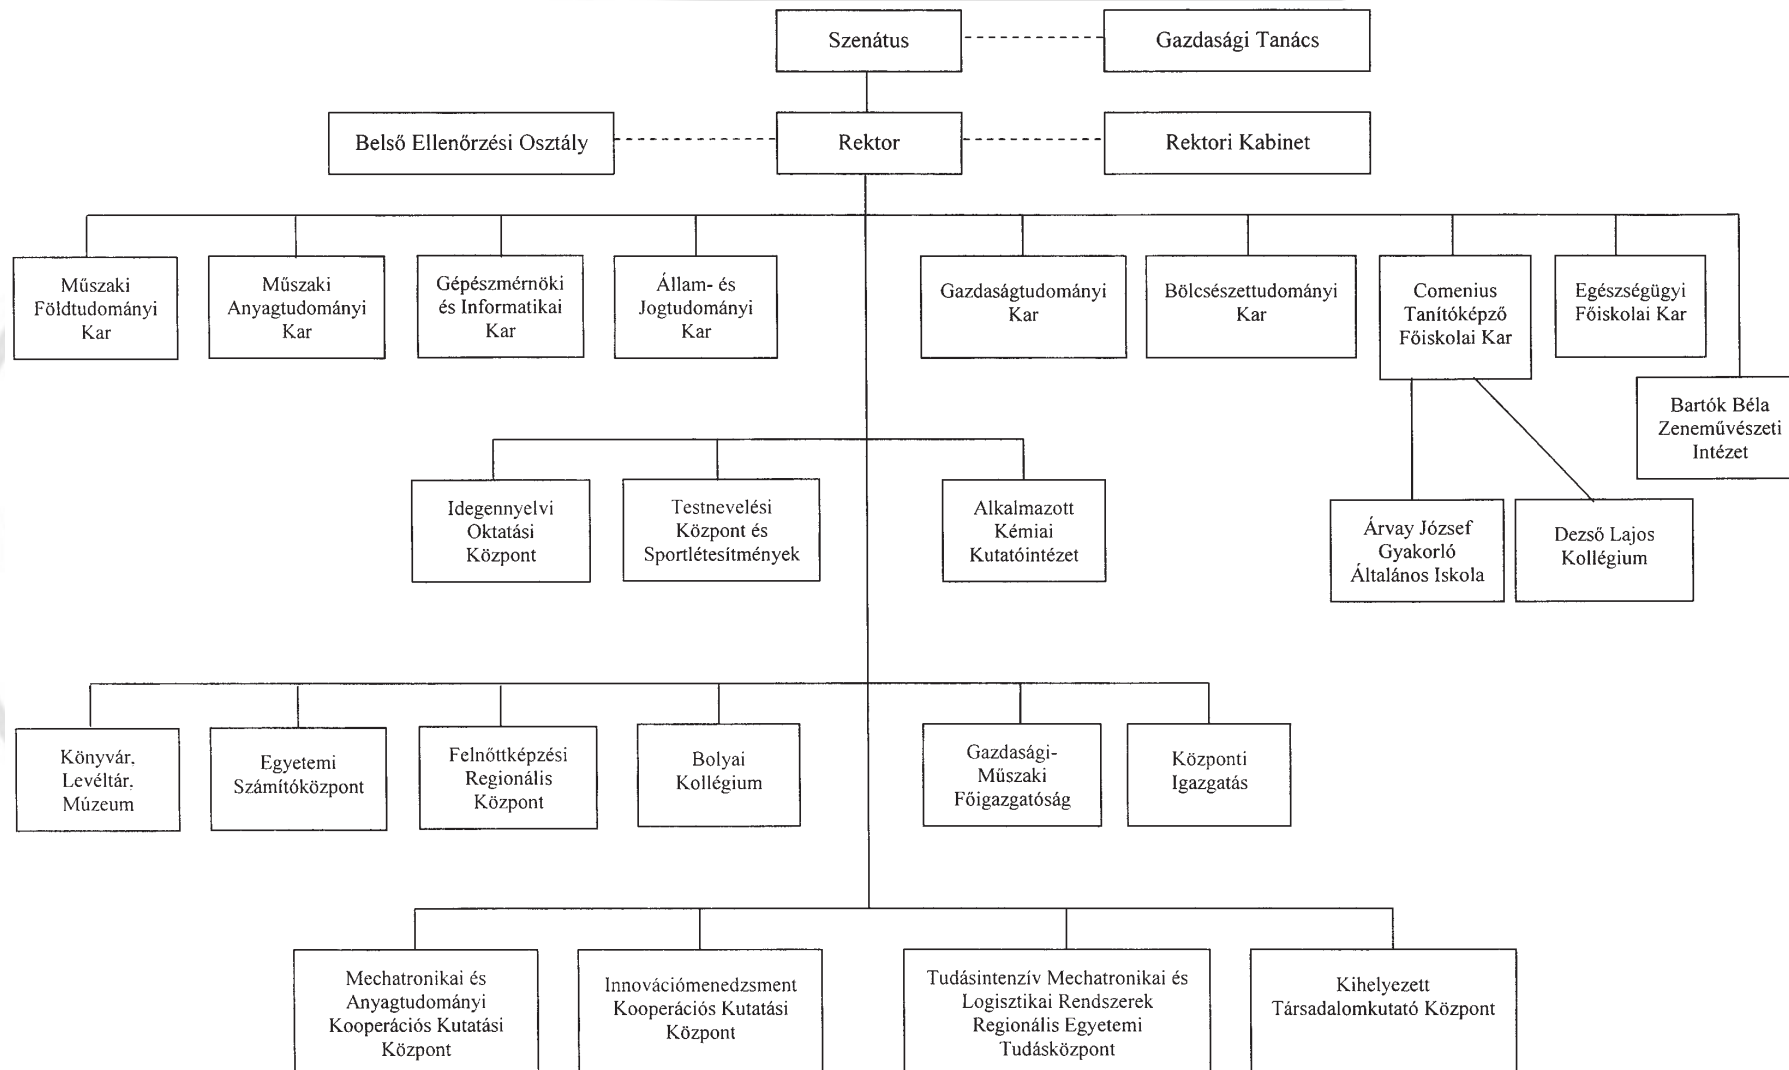 Szenátus
Gazdasági Tanács
Belső Ellenőrzési Osztály
Rektor
Rektori Kabinet
Műszaki
Földtudományi
Kar
Műszaki
Anyagtudományi
Kar
Gépészmérnöki
és Informatikai
Kar
Állam- és
Jogtudományi
Kar
Gazdaságtudományi
Kar
Bölcsészettudományi
Kar
Comenius
Tanítóképző
Főiskolai Kar
Egészségügyi
Főiskolai Kar
Bartók Béla
Zeneművészeti
Intézet
Idegennyelvi
Oktatási
Központ
Testnevelési
Központ és
Sportlétesítmények
Alkalmazott
Kémiai
Kutatóintézet
Árvay József
Gyakorló
Általános Iskola
Dezső Lajos
Kollégium
Könyvár,
Levéltár,
Múzeum
Egyetemi
Számítóközpont
Felnőttképzési
Regionális
Központ
Bolyai
Kollégium
Gazdasági-
Műszaki
Főigazgatóság
Központi
Igazgatás
Mechatronikai és
Anyagtudományi
Kooperációs Kutatási
Központ
Innovációmenedzsment
Kooperációs Kutatási
Központ
Tudásintenzív Mechatronikai és
Logisztikai Rendszerek
Regionális Egyetemi
Tudásközpont
Kihelyezett
Társadalomkutató Központ